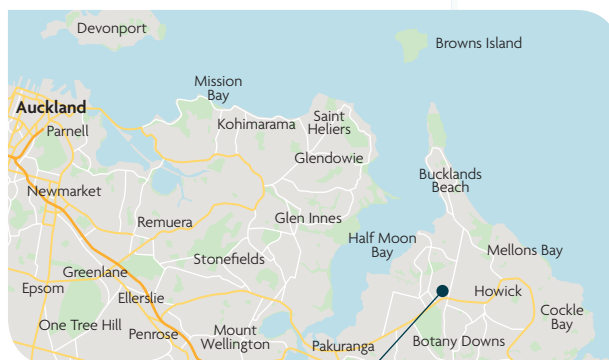 Devonport
Browns Island
Mission
Bay
Auckland
Parnell
Kohimarama
Saint
Heliers
Glendowie
Bucklands
Beach
Newmarket
Remuera
Glen Innes
Half Moon
Bay
Mellons Bay
Stonefields
Greenlane
Epsom
Ellerslie
Howick
Cockle
Bay
One Tree Hill
Penrose
Mount
Wellington
Pakuranga
Botany Downs